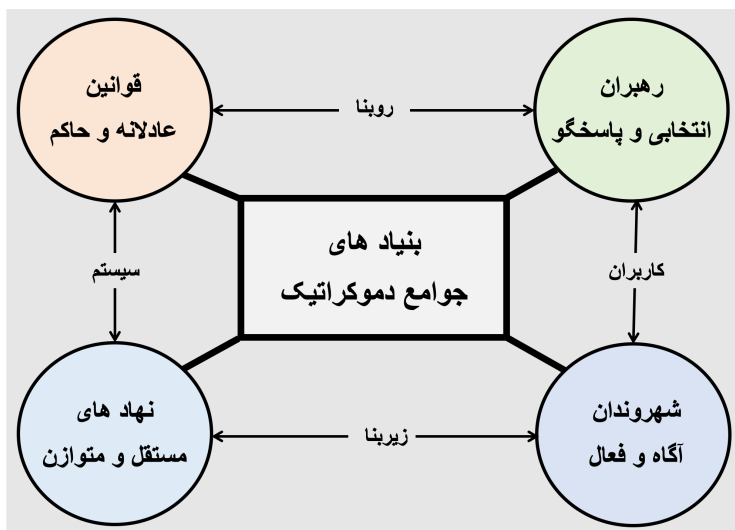 رهبران
انتخابی و پاسخگو
روبنا
قوانین
عادلانه و حاکم
کاربران
بنیاد های
جوامع دموکراتیک
سیستم
شهروندان
آگاه و فعال
زیربنا
نهاد های
مستقل و متوازن